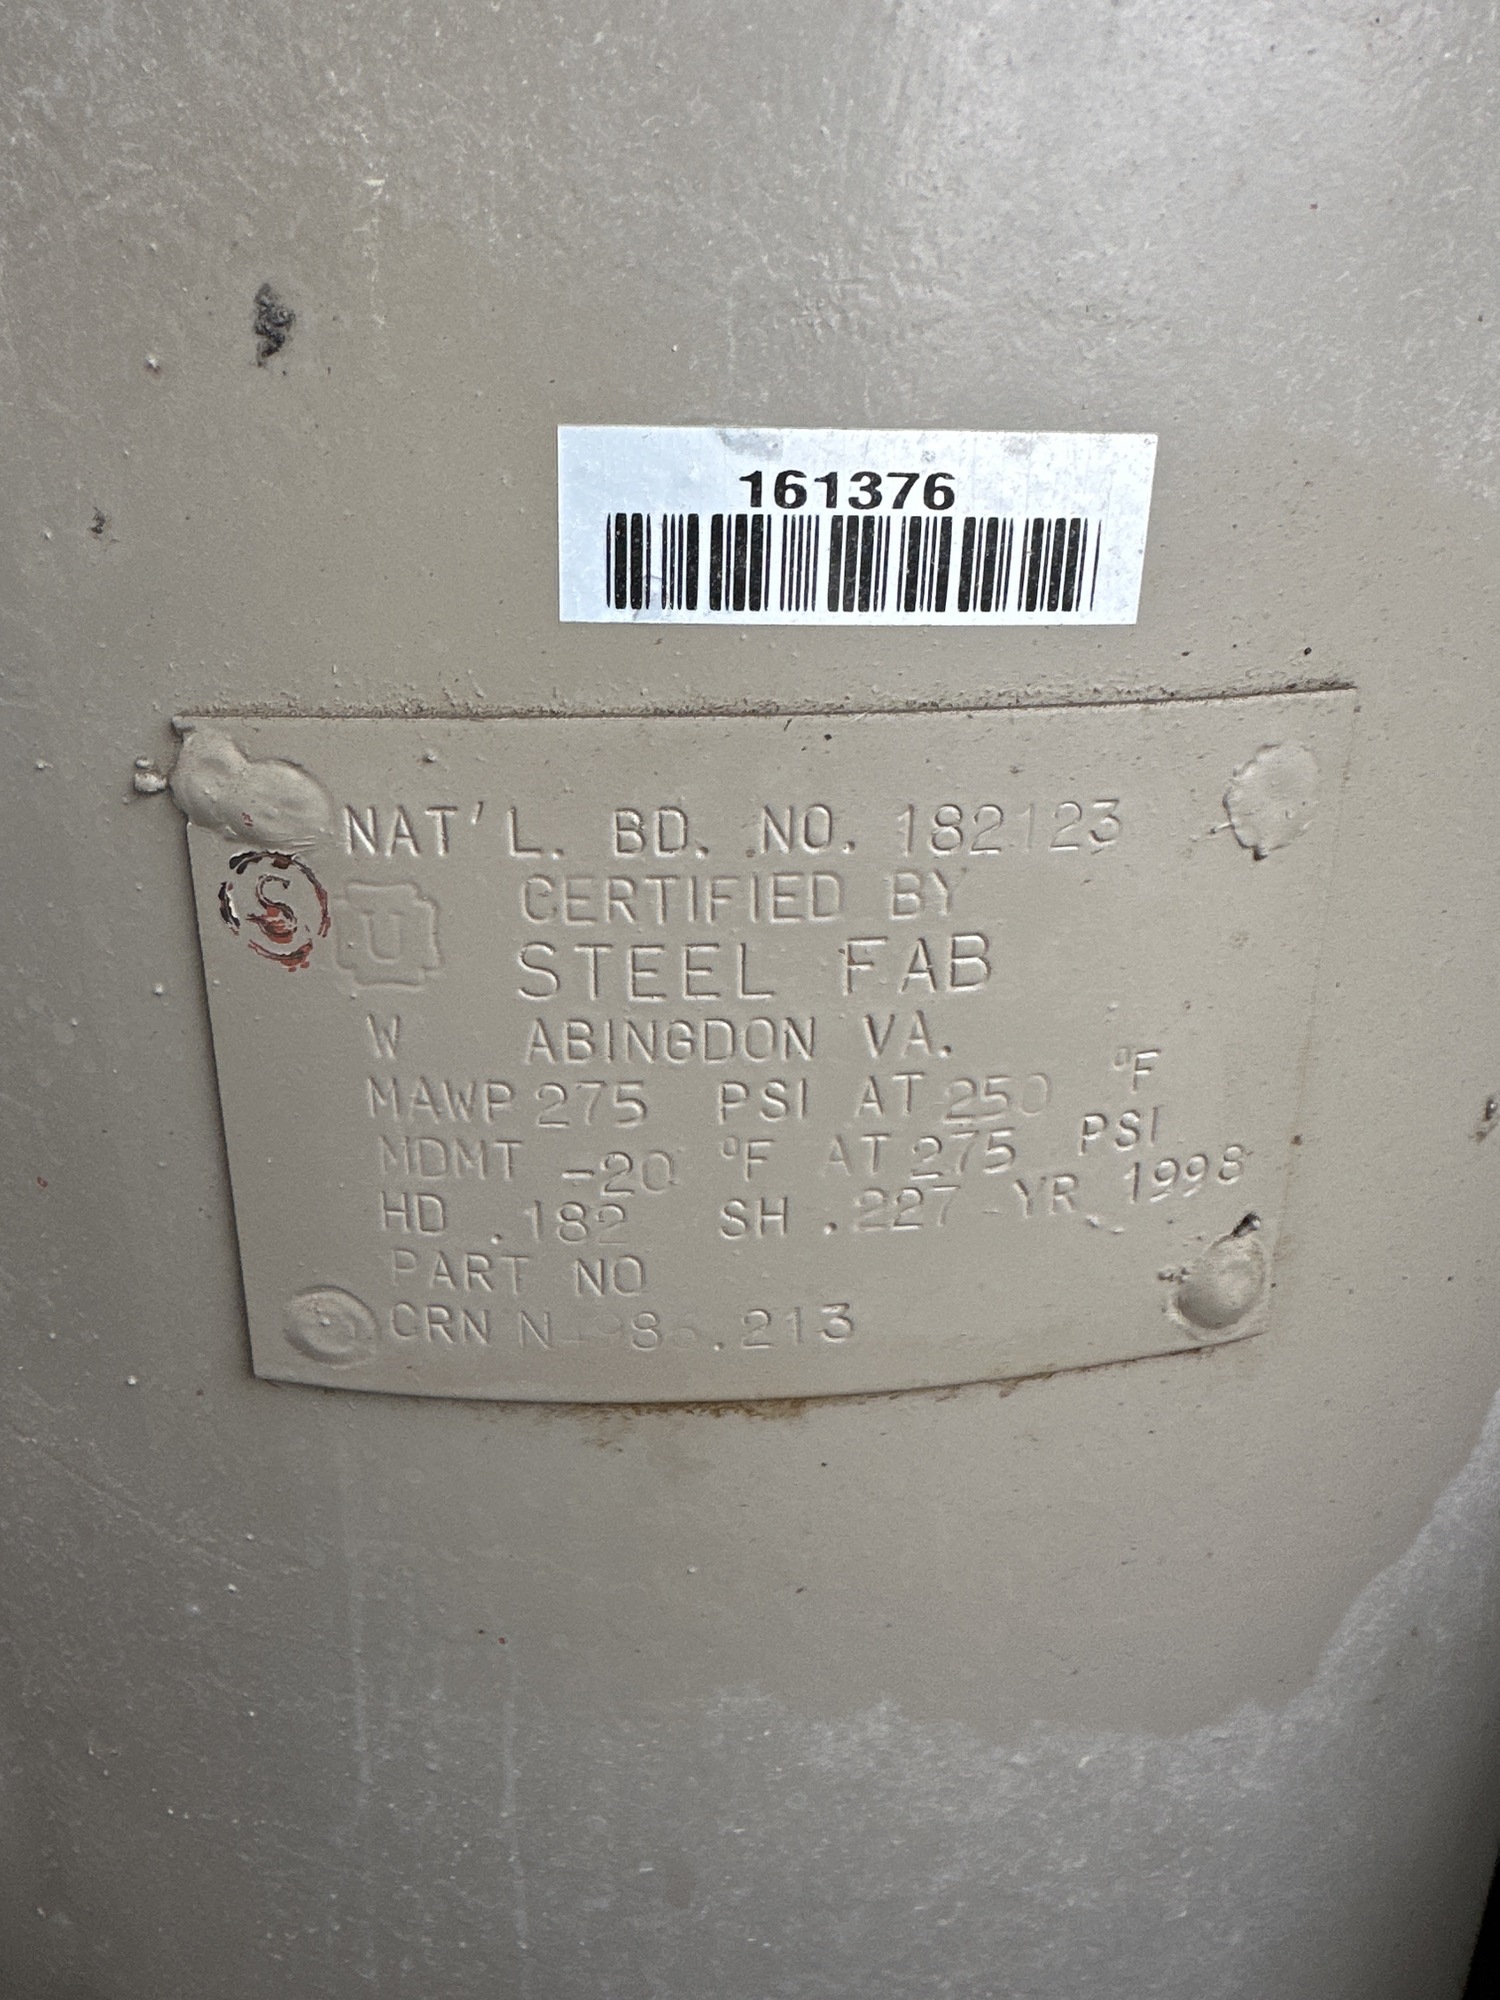 161376
NAT'L. BD. NO. 182123
S U CERTIFIED BY
STEEL FAB
W ABINGDON VA.
MAWP 275 PSI AT 250 °F
MDMT -20 °F AT 275 PSI
HD .182 SH .227 YR 1998
PART NO
CRN